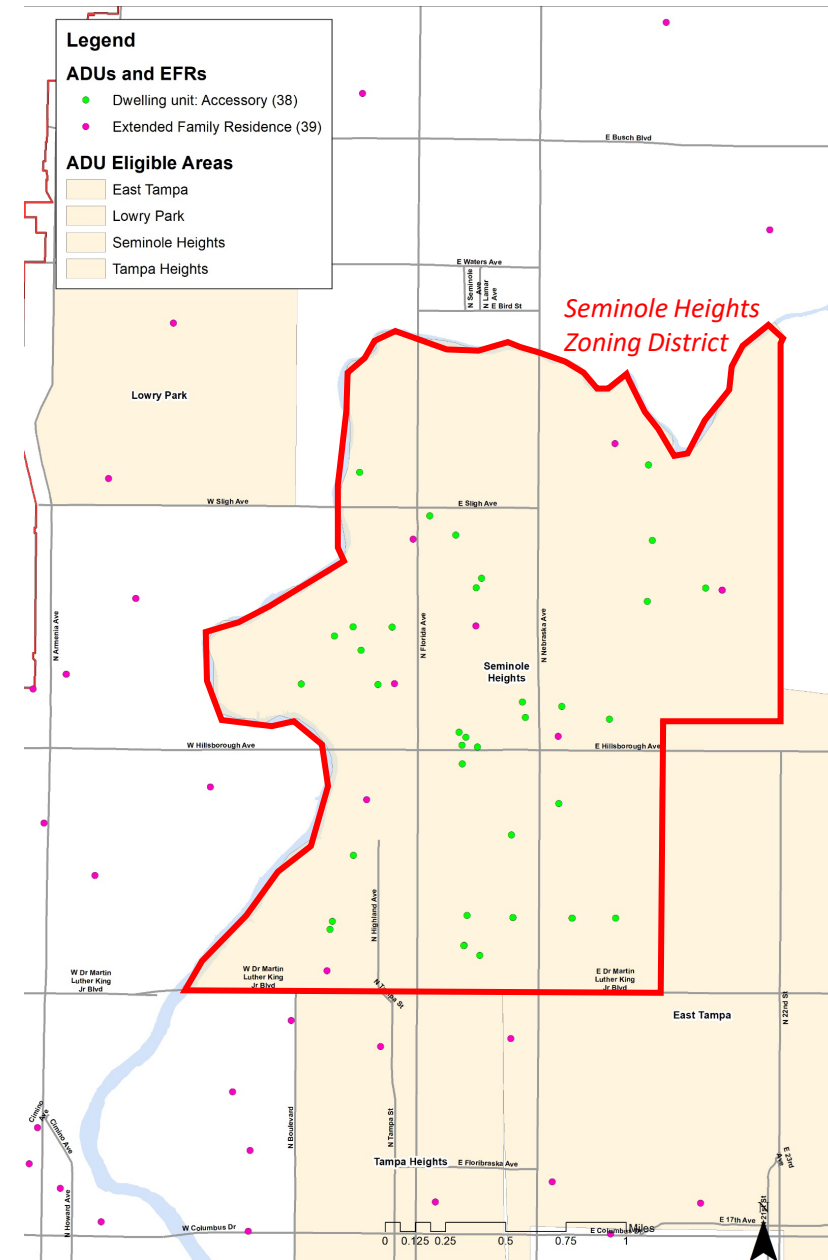 Legend
ADUs and EFRs
Dwelling unit: Accessory (38)
Extended Family Residence (39)
ADU Eligible Areas
East Tampa
Lowry Park
Seminole Heights
Tampa Heights
E Busch Blvd
E Waters Ave
N Seminole
Ave
N Lamar
Ave
E Bird St
Seminole Heights
Zoning District
Lowry Park
W Sligh Ave
E Sligh Ave
N Armenia Ave
N Florida Ave
N Nebraska Ave
Seminole
Heights
W Hillsborough Ave
E Hillsborough Ave
N Highland Ave
W Dr Martin
Luther King
Jr Blvd
W Dr Martin
Luther King
Jr Blvd
E Dr Martin
Luther King
Jr Blvd
N Tampa St
East Tampa
N 22nd St
Cimino
Ave
Cimino Ave
N Boulevard
N Tampa St
Tampa Heights
E Floribraska Ave
E 23rd
Ave
N Howard Ave
W Columbus Dr
E Columbus Dr
E 17th Ave
21st St
Miles
0 0.125 0.25 0.5 0.75 1